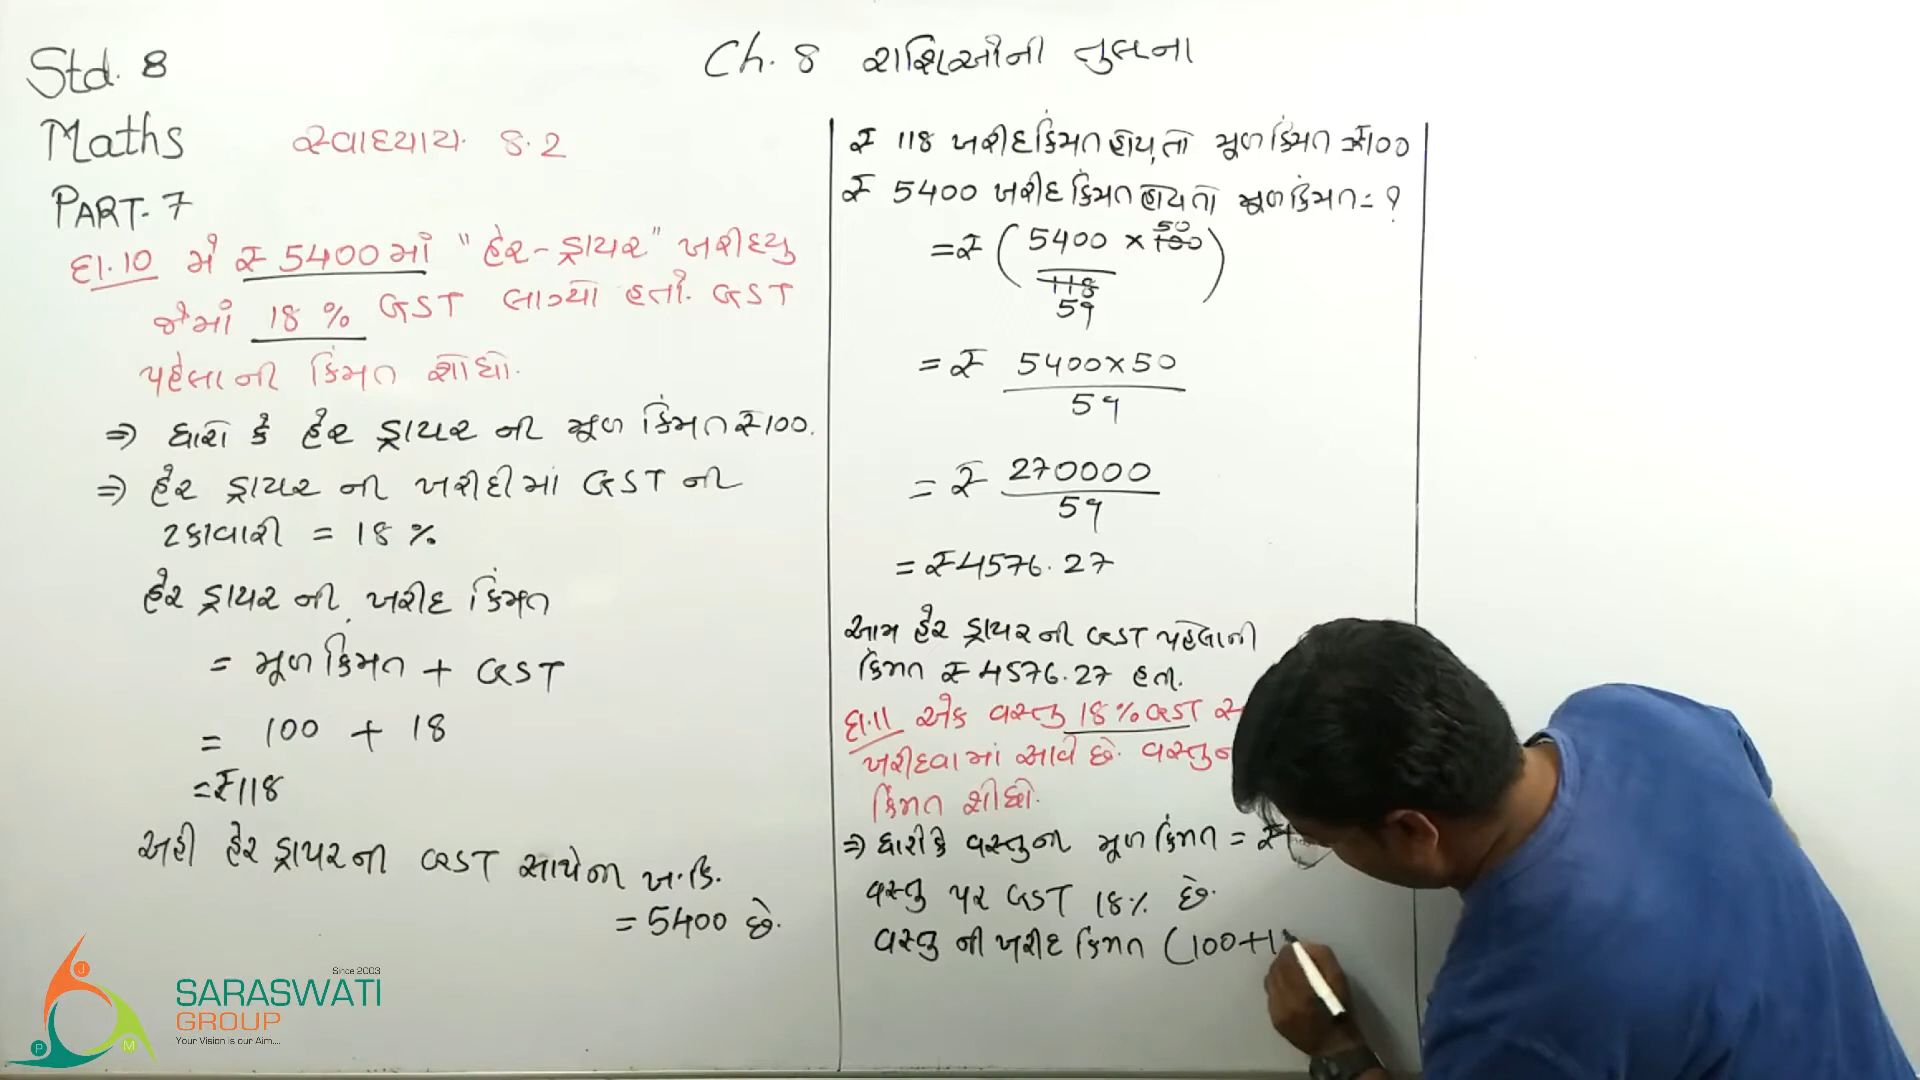 Std. 8
Ch. 8 રાશિઓની તુલના
Maths
સ્વાધ્યાય. 8.2
PART-7
દા.10 મેં ₹ 5400માં "હેર-ડ્રાયર" ખરીદ્યુ
જેમાં 18% GST લાગ્યો હતો. GST
પહેલાની કિંમત શોધો.
⇒ ધારો કે હેર ડ્રાયર ની મૂળ કિંમત ₹100.
⇒ હેર ડ્રાયર ની ખરીદીમાં GST ની
ટકાવારી = 18 %
હેર ડ્રાયર ની ખરીદ કિંમત
= મૂળ કિંમત + GST
= 100 + 18
= ₹118
અહી હેર ડ્રાયરની GST સાથેની ખ.કિ.
= 5400 છે.
₹ 118 ખરીદકિંમત હોય,તો મૂળ કિંમત = ₹100
₹ 5400 ખરીદ કિંમત હોય તો મૂળ કિંમત = ?
= ₹ ( 5400 × 100 50
118
59 )
= ₹ 5400×50
59
= ₹ 270000
59
= ₹4576.27
આમ હેર ડ્રાયરની GST પહેલાની
કિંમત ₹ 4576.27 હતી.
દા.11 એક વસ્તુ 18% GST
ખરીદવામાં આવે છે. વસ્તુ
કિંમત શોધો.
⇒ ધારોકે વસ્તુની મૂળ કિંમત = ₹
વસ્તુ પર GST 18% છે.
વસ્તુ ની ખરીદ કિંમત (100+1
Since 2003
SARASWATI
GROUP
Your Vision is our Aim....
J
P
M